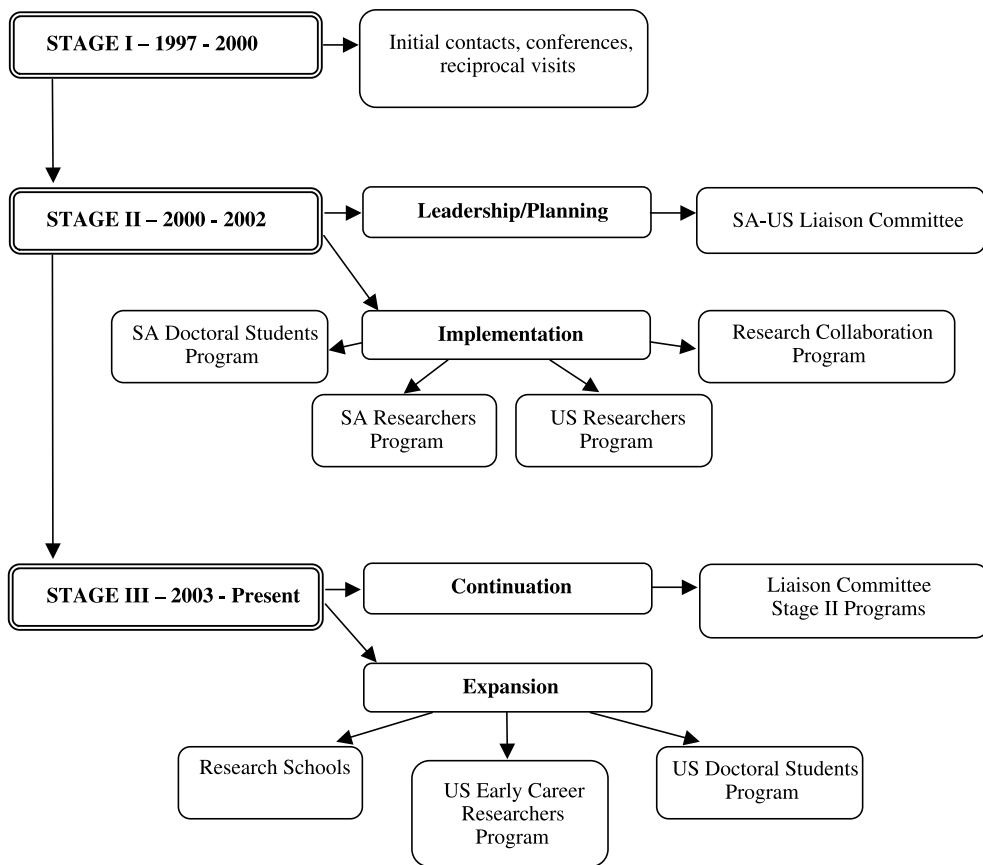 STAGE I – 1997 - 2000
Initial contacts, conferences,
reciprocal visits
STAGE II – 2000 - 2002
Leadership/Planning
SA-US Liaison Committee
SA Doctoral Students
Program
Implementation
Research Collaboration
Program
SA Researchers
Program
US Researchers
Program
STAGE III – 2003 - Present
Continuation
Liaison Committee
Stage II Programs
Expansion
Research Schools
US Early Career
Researchers
Program
US Doctoral Students
Program